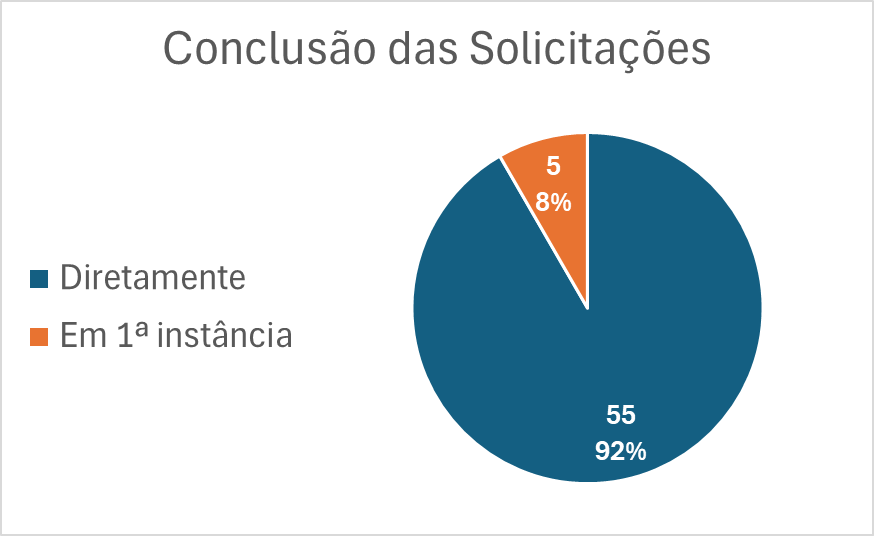 Conclusão das Solicitações
Diretamente
Em 1ª instância
5
8%
55
92%